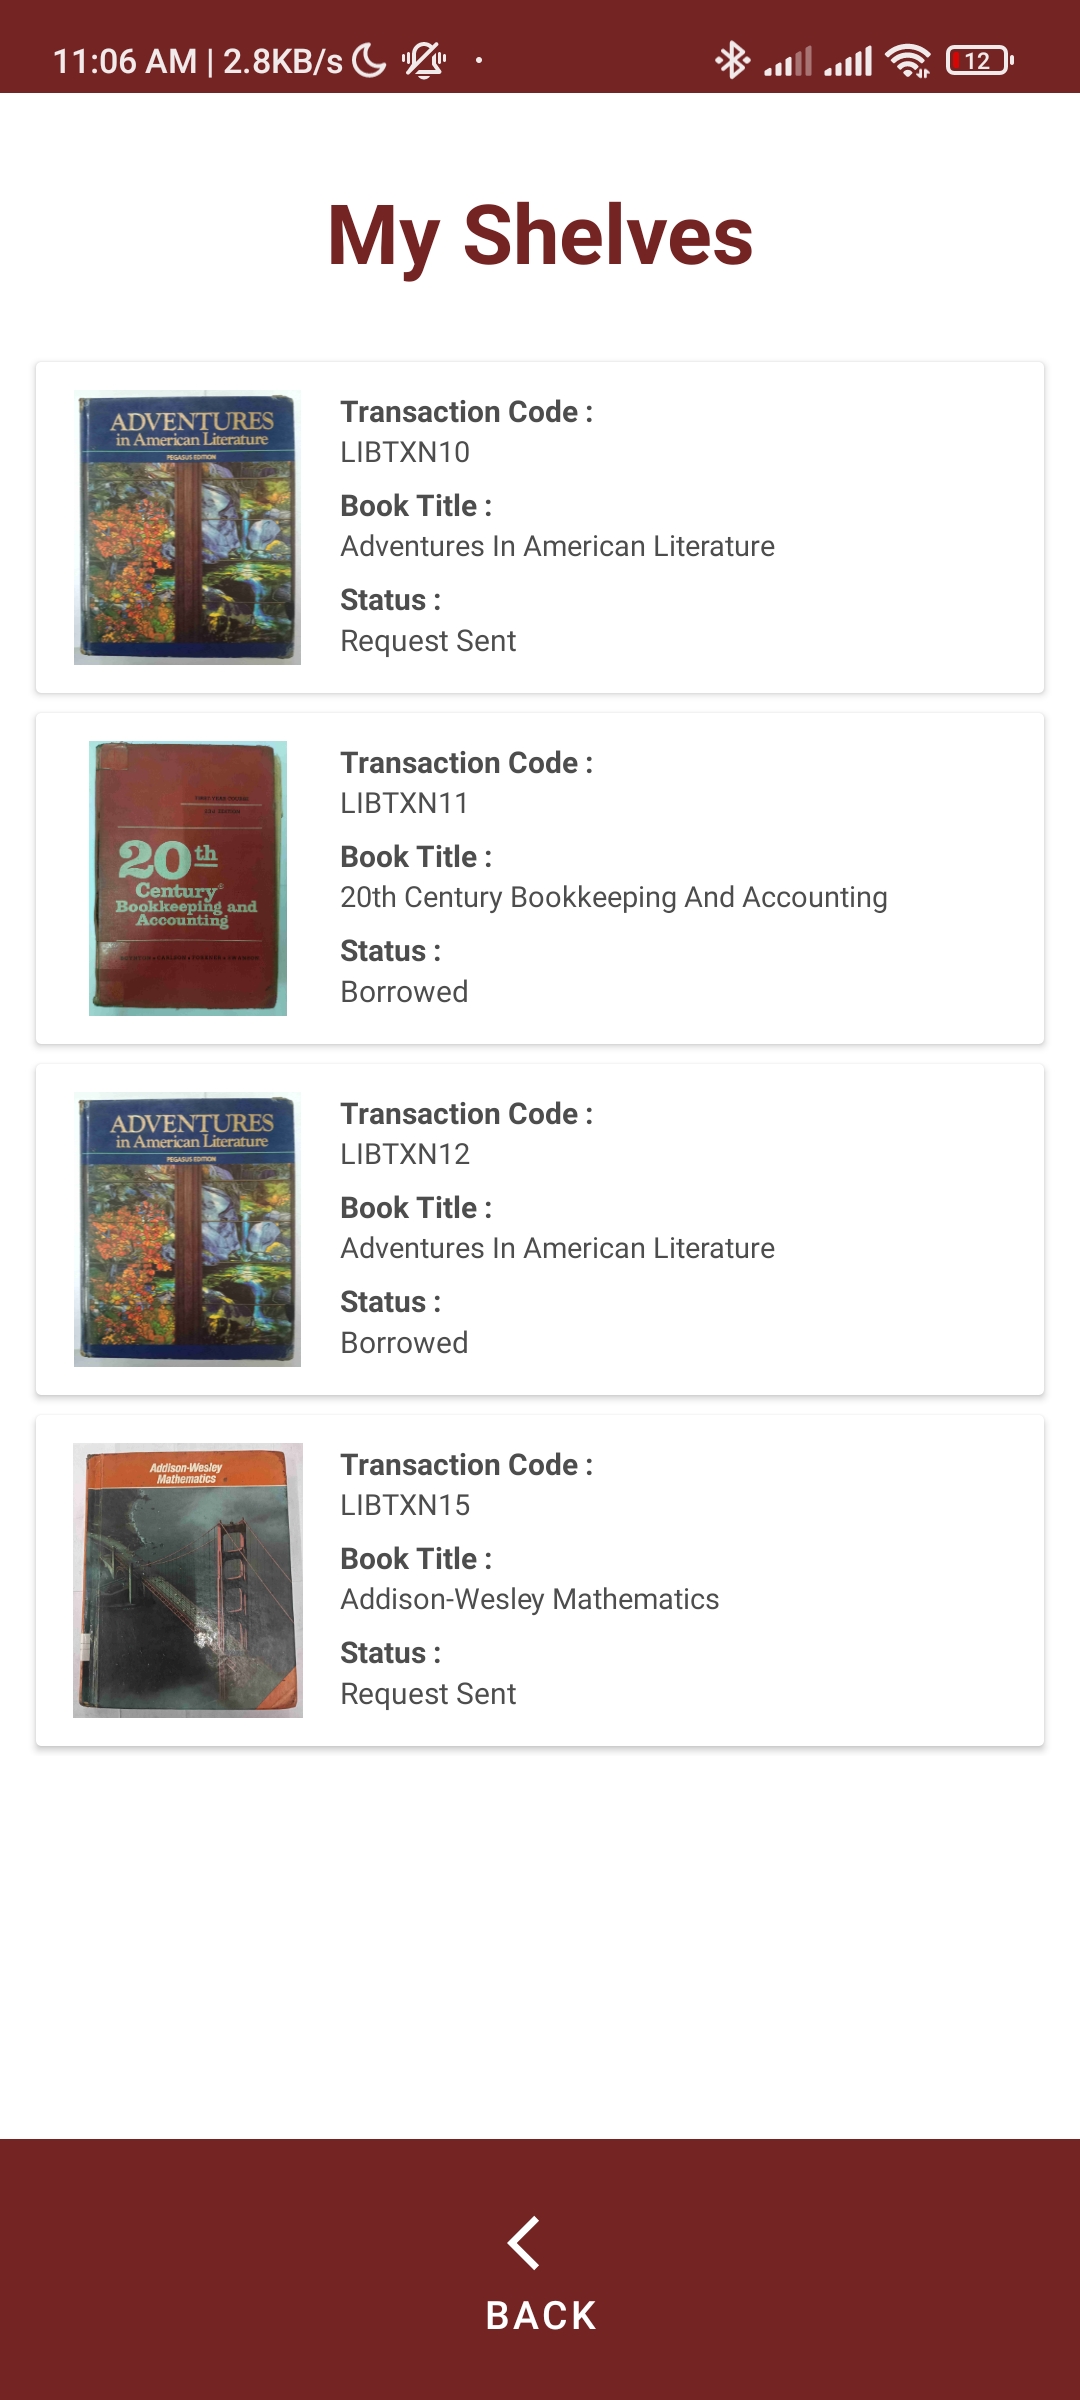 11:06 AM | 2.8KB/s
12
My Shelves
ADVENTURES
in American Literature
PEGASUS EDITION
Transaction Code :
LIBTXN10
Book Title :
Adventures In American Literature
Status :
Request Sent
20th
Century
Bookkeeping and
Accounting
Transaction Code :
LIBTXN11
Book Title :
20th Century Bookkeeping And Accounting
Status :
Borrowed
ADVENTURES
in American Literature
PEGASUS EDITION
Transaction Code :
LIBTXN12
Book Title :
Adventures In American Literature
Status :
Borrowed
Addison-Wesley
Mathematics
Transaction Code :
LIBTXN15
Book Title :
Addison-Wesley Mathematics
Status :
Request Sent
BACK